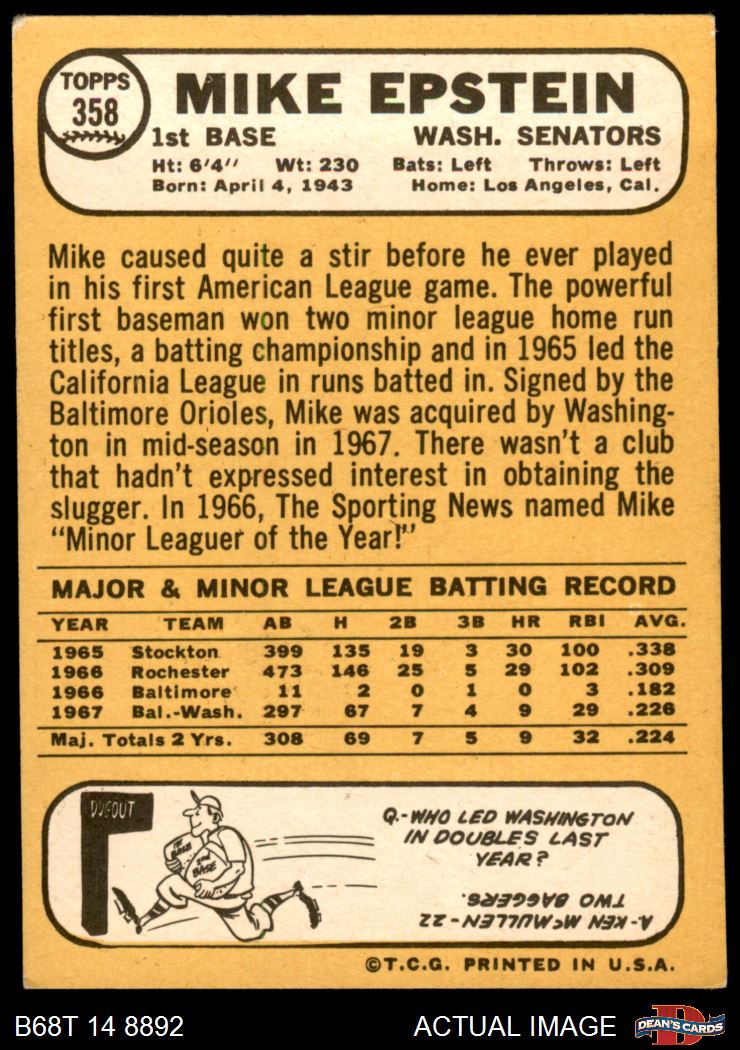 TOPPS
358
MIKE EPSTEIN
1st BASE WASH. SENATORS
Ht: 6'4'' Wt: 230 Bats: Left Throws: Left
Born: April 4, 1943 Home: Los Angeles, Cal.
Mike caused quite a stir before he ever played
in his first American League game. The powerful
first baseman won two minor league home run
titles, a batting championship and in 1965 led the
California League in runs batted in. Signed by the
Baltimore Orioles, Mike was acquired by Washing-
ton in mid-season in 1967. There wasn't a club
that hadn't expressed interest in obtaining the
slugger. In 1966, The Sporting News named Mike
"Minor Leaguer of the Year!"
MAJOR & MINOR LEAGUE BATTING RECORD
YEAR TEAM AB H 2B 3B HR RBI AVG.
1965 Stockton 399 135 19 3 30 100 .338
1966 Rochester 473 146 25 5 29 102 .309
1966 Baltimore 11 2 0 1 0 3 .182
1967 Bal.-Wash. 297 67 7 4 9 29 .226
Maj. Totals 2 Yrs. 308 69 7 5 9 32 .224
DUGOUT
1st
BASE
2nd
BASE
Q.-WHO LED WASHINGTON
IN DOUBLES LAST
YEAR?
A.-KEN McMULLEN-22
TWO BAGGERS.
©T.C.G. PRINTED IN U.S.A.
B68T 14 8892 ACTUAL IMAGE
DEAN'S CARDS